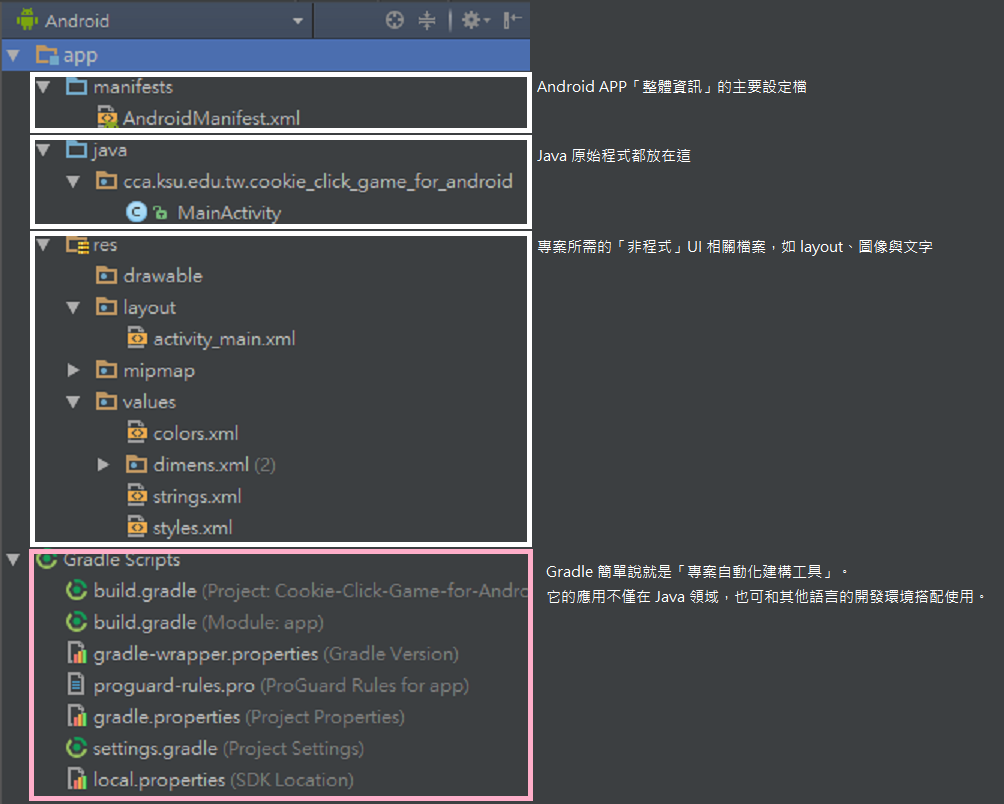 Android
app
manifests
Android APP「整體資訊」的主要設定檔
AndroidManifest.xml
java
Java 原始程式都放在這
cca.ksu.edu.tw.cookie_click_game_for_android
MainActivity
res
專案所需的「非程式」UI 相關檔案，如 layout、圖像與文字
drawable
layout
activity_main.xml
mipmap
values
colors.xml
dimens.xml (2)
strings.xml
styles.xml
Gradle Scripts
Gradle 簡單說就是「專案自動化建構工具」。
build.gradle (Project: Cookie-Click-Game-for-Andro
它的應用不僅在 Java 領域，也可和其他語言的開發環境搭配使用。
build.gradle (Module: app)
gradle-wrapper.properties (Gradle Version)
proguard-rules.pro (ProGuard Rules for app)
gradle.properties (Project Properties)
settings.gradle (Project Settings)
local.properties (SDK Location)